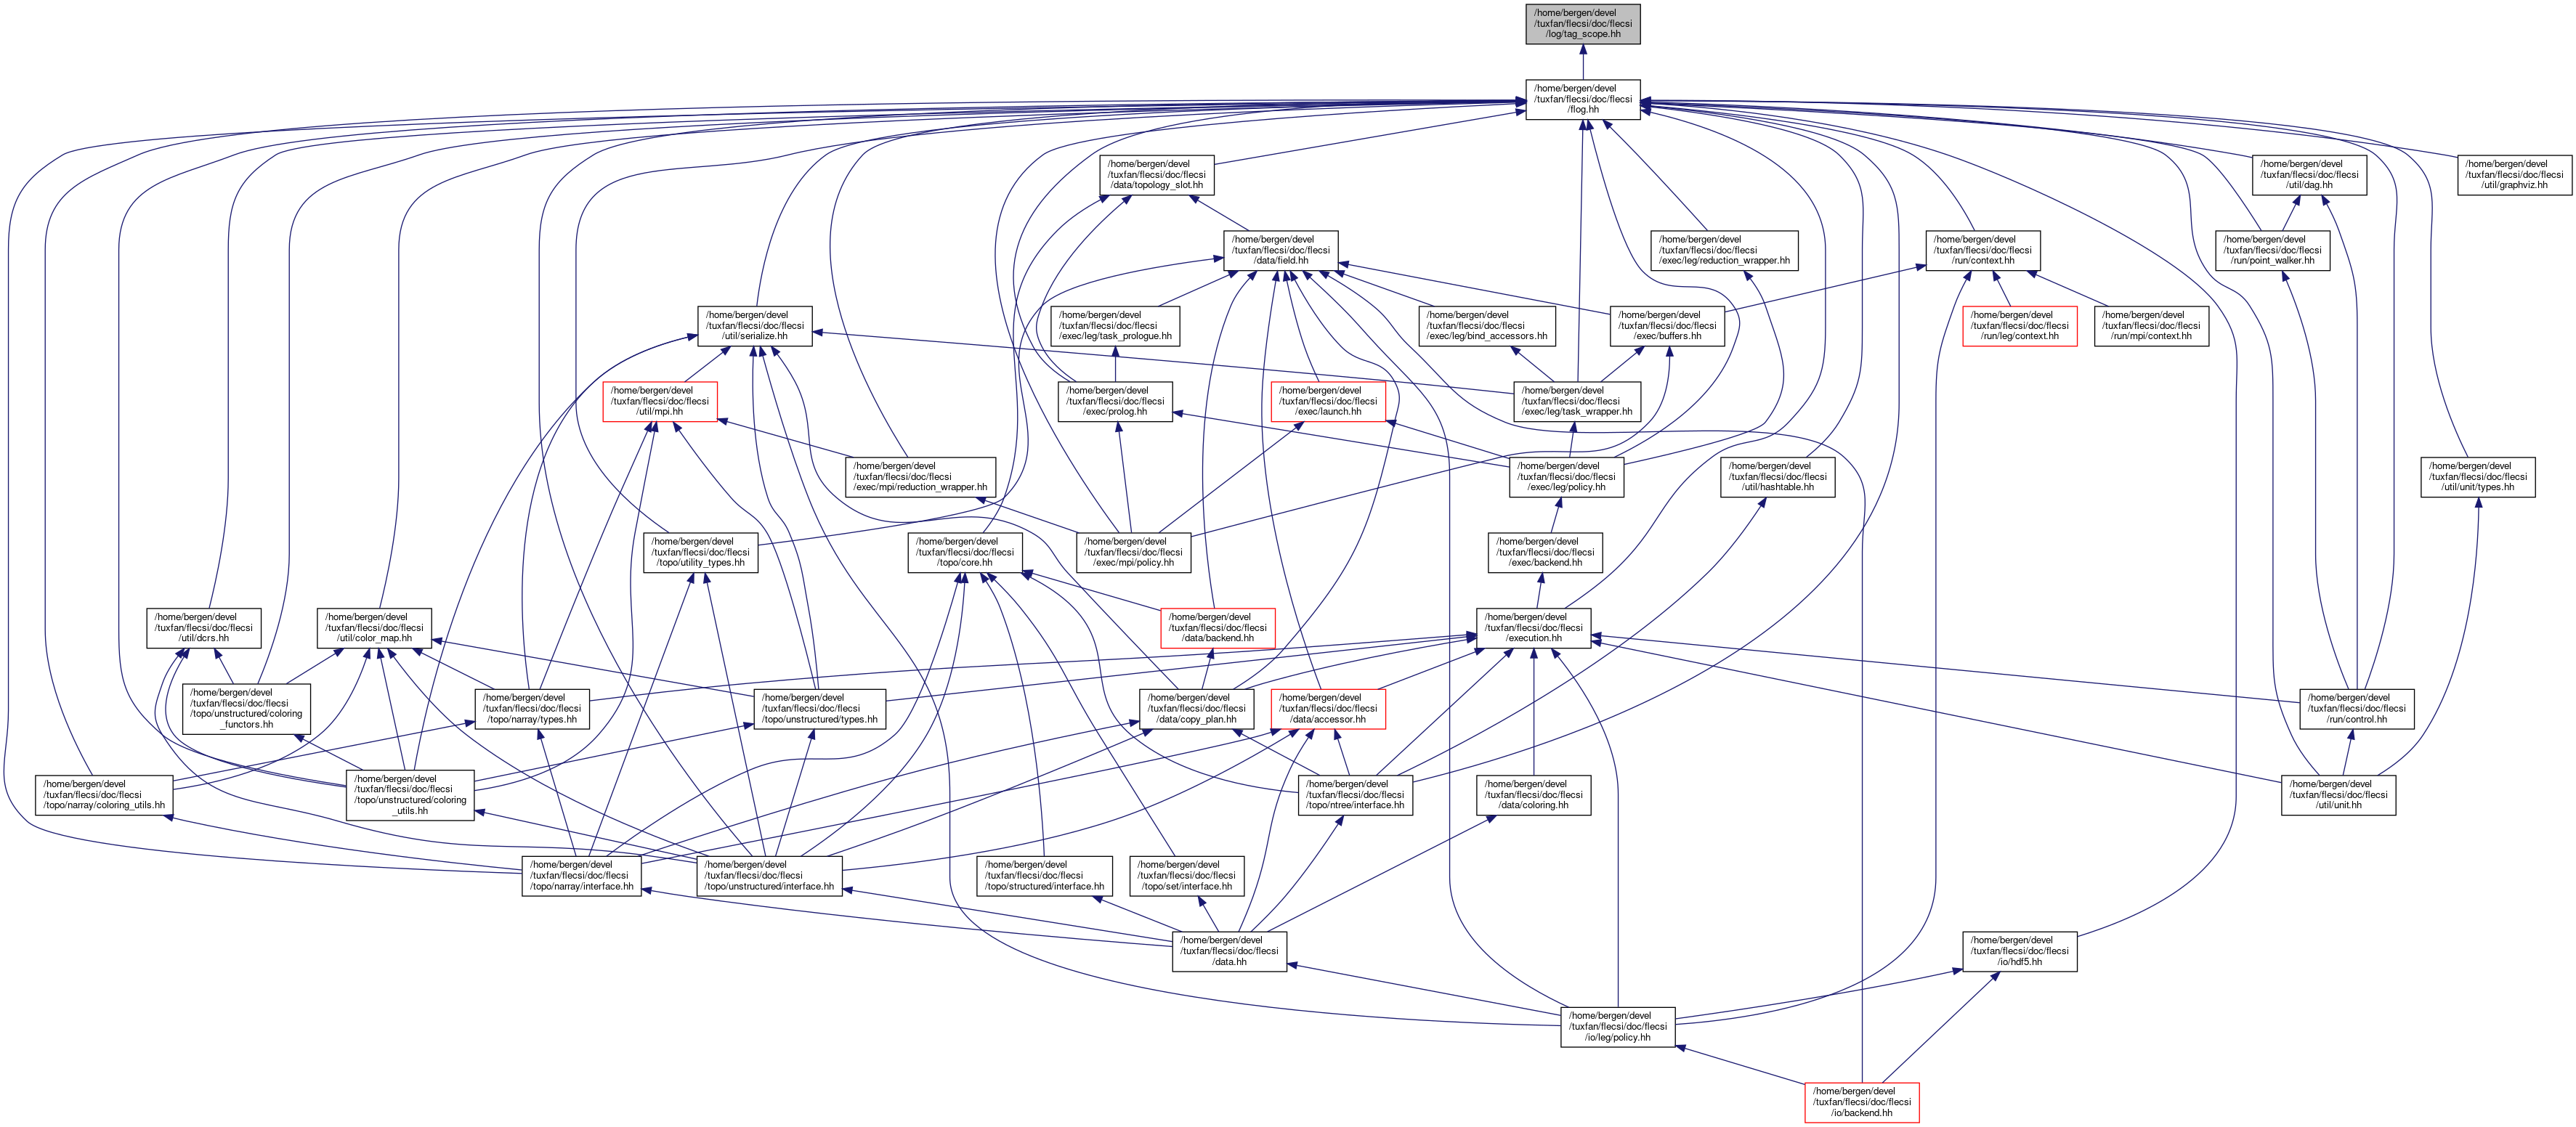 /home/bergen/devel
/tuxfan/flecsi/doc/flecsi
/log/tag_scope.hh
/home/bergen/devel
/tuxfan/flecsi/doc/flecsi
/flog.hh
/home/bergen/devel
/tuxfan/flecsi/doc/flecsi
/data/topology_slot.hh
/home/bergen/devel
/tuxfan/flecsi/doc/flecsi
/util/dag.hh
/home/bergen/devel
/tuxfan/flecsi/doc/flecsi
/util/graphviz.hh
/home/bergen/devel
/tuxfan/flecsi/doc/flecsi
/data/field.hh
/home/bergen/devel
/tuxfan/flecsi/doc/flecsi
/exec/leg/reduction_wrapper.hh
/home/bergen/devel
/tuxfan/flecsi/doc/flecsi
/run/context.hh
/home/bergen/devel
/tuxfan/flecsi/doc/flecsi
/run/point_walker.hh
/home/bergen/devel
/tuxfan/flecsi/doc/flecsi
/util/serialize.hh
/home/bergen/devel
/tuxfan/flecsi/doc/flecsi
/exec/leg/task_prologue.hh
/home/bergen/devel
/tuxfan/flecsi/doc/flecsi
/exec/leg/bind_accessors.hh
/home/bergen/devel
/tuxfan/flecsi/doc/flecsi
/exec/buffers.hh
/home/bergen/devel
/tuxfan/flecsi/doc/flecsi
/run/leg/context.hh
/home/bergen/devel
/tuxfan/flecsi/doc/flecsi
/run/mpi/context.hh
/home/bergen/devel
/tuxfan/flecsi/doc/flecsi
/util/mpi.hh
/home/bergen/devel
/tuxfan/flecsi/doc/flecsi
/exec/prolog.hh
/home/bergen/devel
/tuxfan/flecsi/doc/flecsi
/exec/launch.hh
/home/bergen/devel
/tuxfan/flecsi/doc/flecsi
/exec/leg/task_wrapper.hh
/home/bergen/devel
/tuxfan/flecsi/doc/flecsi
/exec/mpi/reduction_wrapper.hh
/home/bergen/devel
/tuxfan/flecsi/doc/flecsi
/exec/leg/policy.hh
/home/bergen/devel
/tuxfan/flecsi/doc/flecsi
/util/hashtable.hh
/home/bergen/devel
/tuxfan/flecsi/doc/flecsi
/util/unit/types.hh
/home/bergen/devel
/tuxfan/flecsi/doc/flecsi
/topo/utility_types.hh
/home/bergen/devel
/tuxfan/flecsi/doc/flecsi
/topo/core.hh
/home/bergen/devel
/tuxfan/flecsi/doc/flecsi
/exec/mpi/policy.hh
/home/bergen/devel
/tuxfan/flecsi/doc/flecsi
/exec/backend.hh
/home/bergen/devel
/tuxfan/flecsi/doc/flecsi
/util/dcrs.hh
/home/bergen/devel
/tuxfan/flecsi/doc/flecsi
/util/color_map.hh
/home/bergen/devel
/tuxfan/flecsi/doc/flecsi
/data/backend.hh
/home/bergen/devel
/tuxfan/flecsi/doc/flecsi
/execution.hh
/home/bergen/devel
/tuxfan/flecsi/doc/flecsi
/topo/unstructured/coloring
_functors.hh
/home/bergen/devel
/tuxfan/flecsi/doc/flecsi
/topo/narray/types.hh
/home/bergen/devel
/tuxfan/flecsi/doc/flecsi
/topo/unstructured/types.hh
/home/bergen/devel
/tuxfan/flecsi/doc/flecsi
/data/copy_plan.hh
/home/bergen/devel
/tuxfan/flecsi/doc/flecsi
/data/accessor.hh
/home/bergen/devel
/tuxfan/flecsi/doc/flecsi
/run/control.hh
/home/bergen/devel
/tuxfan/flecsi/doc/flecsi
/topo/narray/coloring_utils.hh
/home/bergen/devel
/tuxfan/flecsi/doc/flecsi
/topo/unstructured/coloring
_utils.hh
/home/bergen/devel
/tuxfan/flecsi/doc/flecsi
/topo/ntree/interface.hh
/home/bergen/devel
/tuxfan/flecsi/doc/flecsi
/data/coloring.hh
/home/bergen/devel
/tuxfan/flecsi/doc/flecsi
/util/unit.hh
/home/bergen/devel
/tuxfan/flecsi/doc/flecsi
/topo/narray/interface.hh
/home/bergen/devel
/tuxfan/flecsi/doc/flecsi
/topo/unstructured/interface.hh
/home/bergen/devel
/tuxfan/flecsi/doc/flecsi
/topo/structured/interface.hh
/home/bergen/devel
/tuxfan/flecsi/doc/flecsi
/topo/set/interface.hh
/home/bergen/devel
/tuxfan/flecsi/doc/flecsi
/data.hh
/home/bergen/devel
/tuxfan/flecsi/doc/flecsi
/io/hdf5.hh
/home/bergen/devel
/tuxfan/flecsi/doc/flecsi
/io/leg/policy.hh
/home/bergen/devel
/tuxfan/flecsi/doc/flecsi
/io/backend.hh